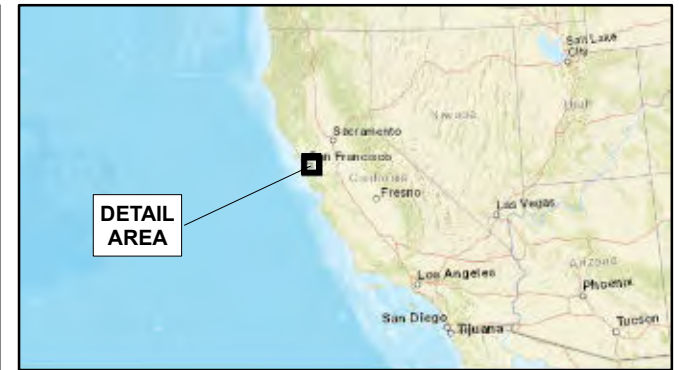 San Lake
City
Nevada
Utah
Sacramento
n Francisco
California
Fresno
Las Vegas
DETAIL
AREA
Los Angeles
Arizona
Phoenix
San Diego
Tijuana
Tucson